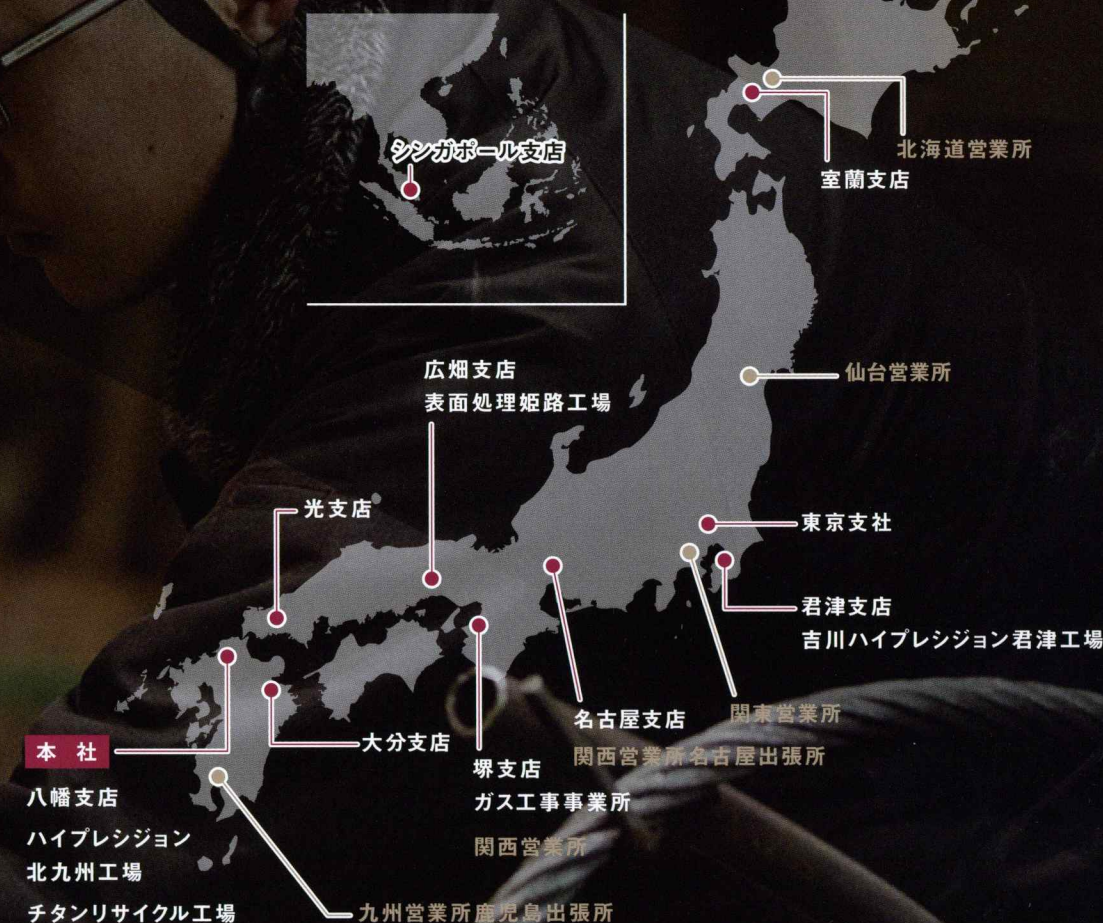 シンガポール支店
北海道営業所
室蘭支店
仙台営業所
広畑支店
表面処理姫路工場
光支店
東京支社
君津支店
吉川ハイプレシジョン君津工場
関東営業所
名古屋支店
関西営業所名古屋出張所
大分支店
堺支店
ガス工事事業所
関西営業所
本 社
八幡支店
ハイプレシジョン
北九州工場
チタンリサイクル工場
九州営業所鹿児島出張所